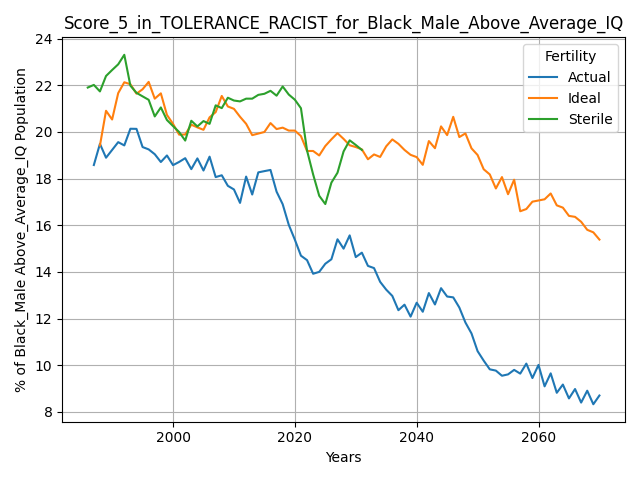 Score_5_in_TOLERANCE_RACIST_for_Black_Male_Above_Average_IQ
% of Black_Male Above_Average_IQ Population
24
22
20
18
16
14
12
10
8
Fertility
Actual
Ideal
Sterile
2000
2020
2040
2060
Years